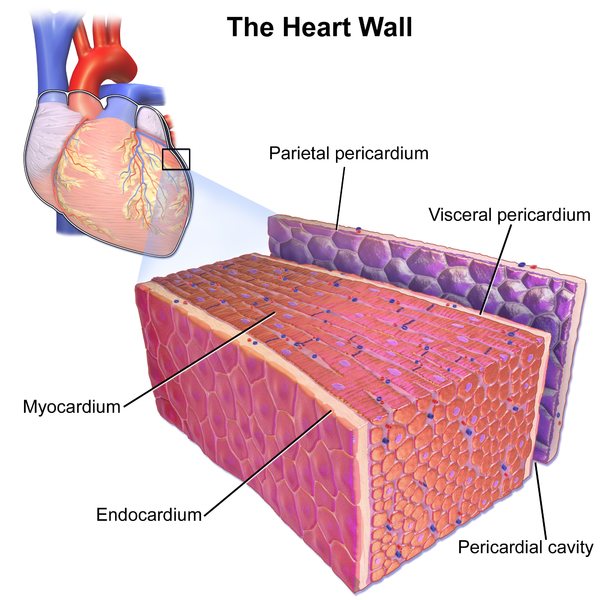 The Heart Wall
Parietal pericardium
Visceral pericardium
Myocardium
Endocardium
Pericardial cavity